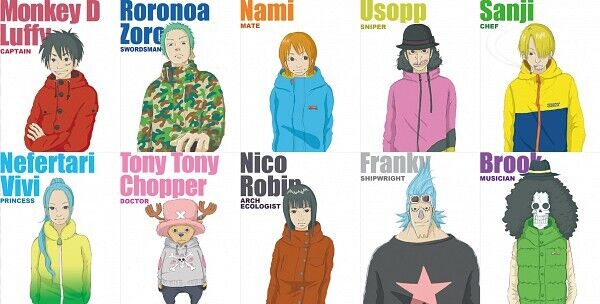 Monkey D
Luffy
CAPTAIN
Roronoa
Zoro
SWORDSMAN
Nami
MATE
Usopp
SNIPER
Sanji
CHEF
Nefertari
Vivi
PRINCESS
Tony Tony
Chopper
DOCTOR
Nico
Robin
ARCH
ECOLOGIST
Franky
SHIPWRIGHT
Brook
MUSICIAN